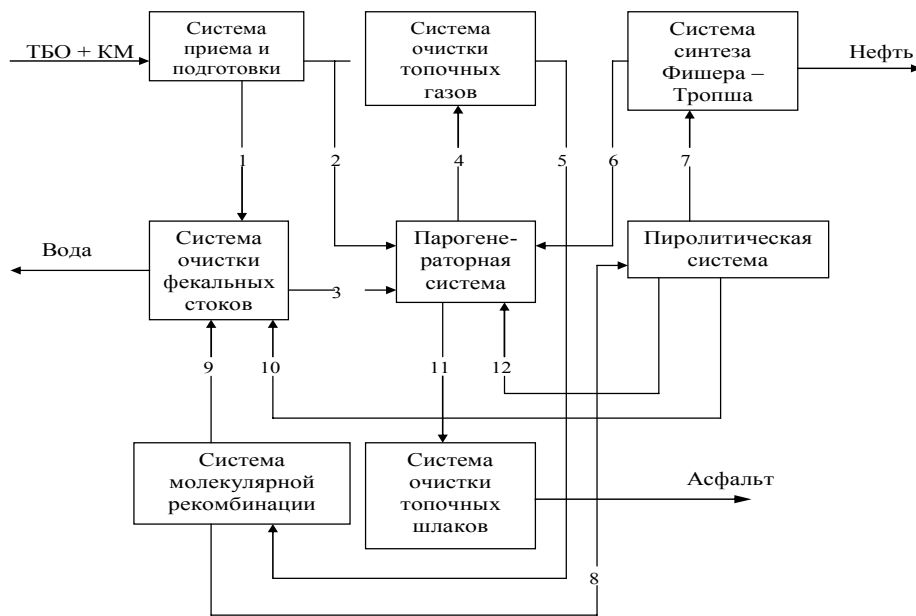 ТБО + КМ
Система
приема и
подготовки
Система
очистки
топочных
газов
Система
синтеза
Фишера –
Тропша
Нефть
1
2
4
5
6
7
Вода
Система
очистки
фекальных
стоков
3
Парогене-
раторная
система
Пиролитическая
система
9
10
11
12
Система
молекулярной
рекомбинации
Система
очистки
топочных
шлаков
Асфальт
8